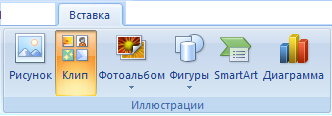 Вставка
Рисунок Клип Фотоальбом Фигуры SmartArt Диаграмма
Иллюстрации